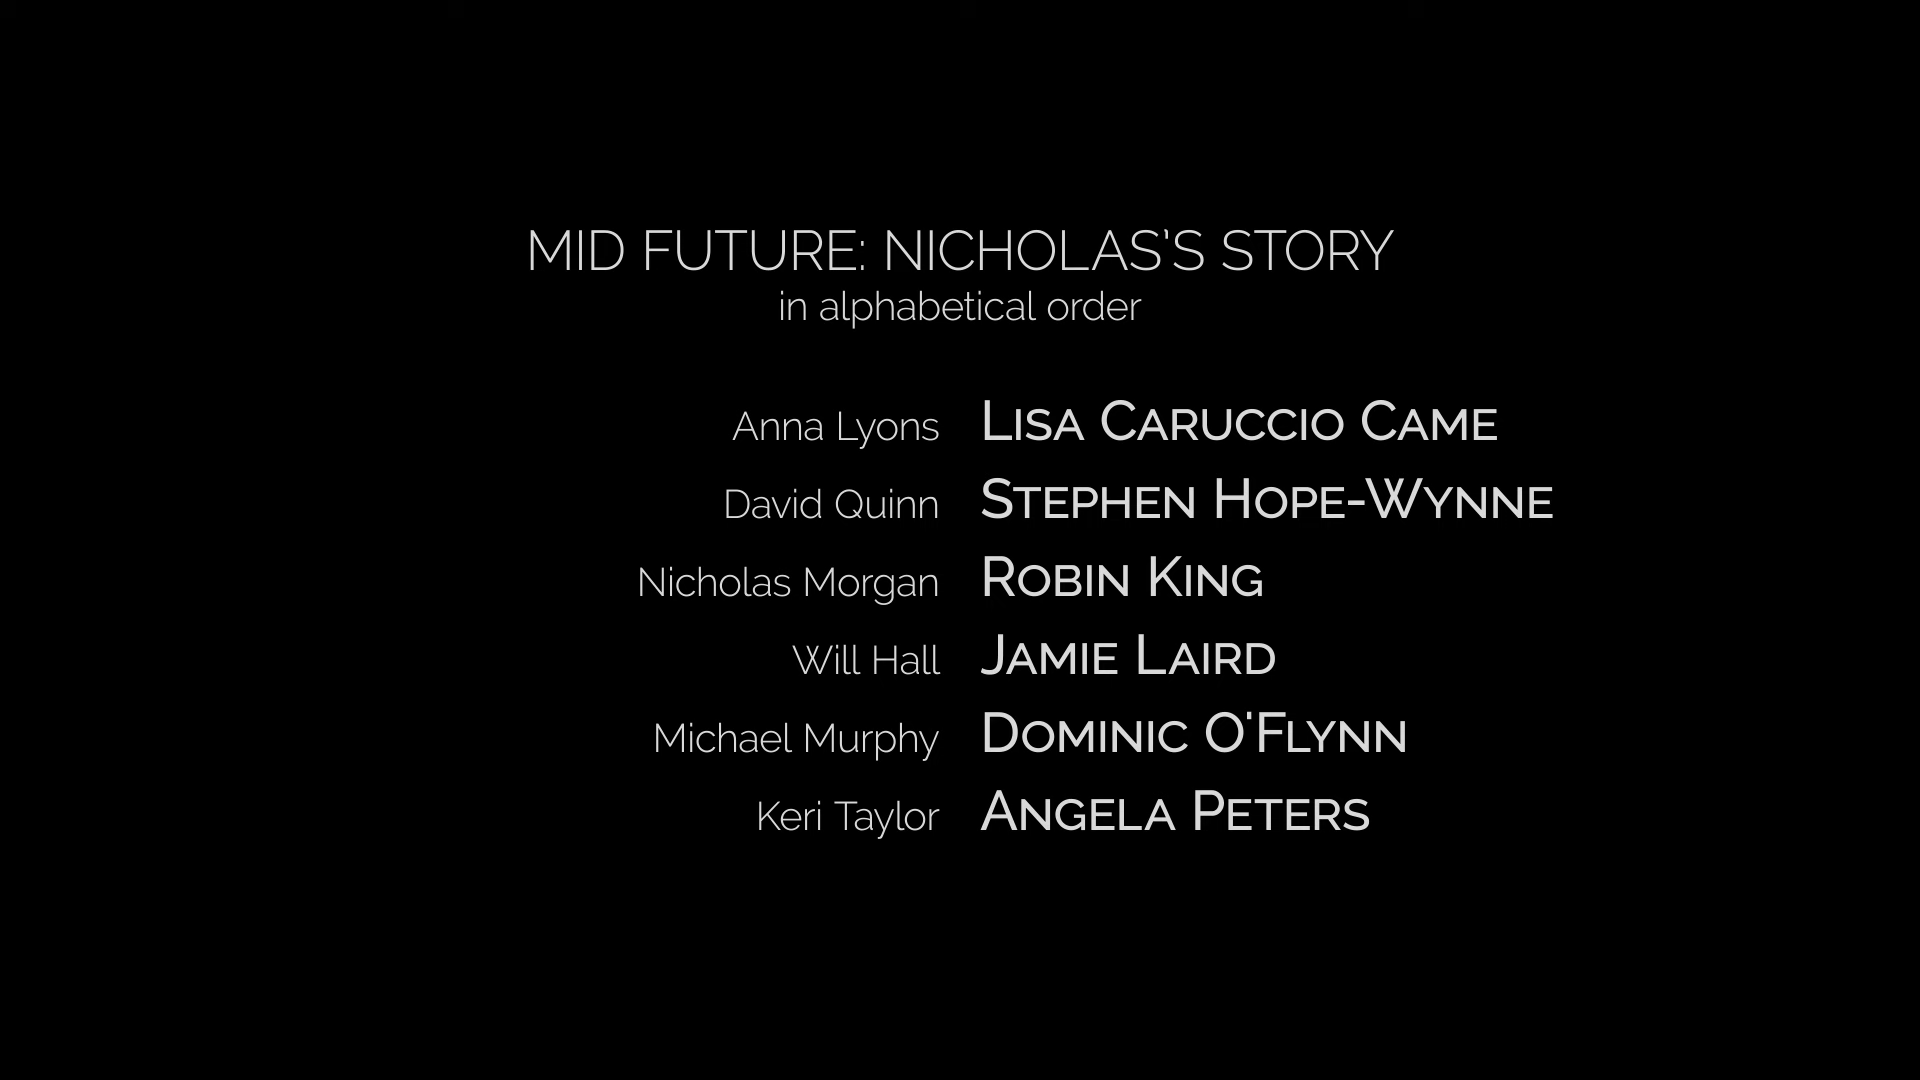 MID FUTURE: NICHOLAS'S STORY
in alphabetical order
Anna Lyons Lisa Caruccio Came
David Quinn Stephen Hope-Wynne
Nicholas Morgan Robin King
Will Hall Jamie Laird
Michael Murphy Dominic O'Flynn
Keri Taylor Angela Peters